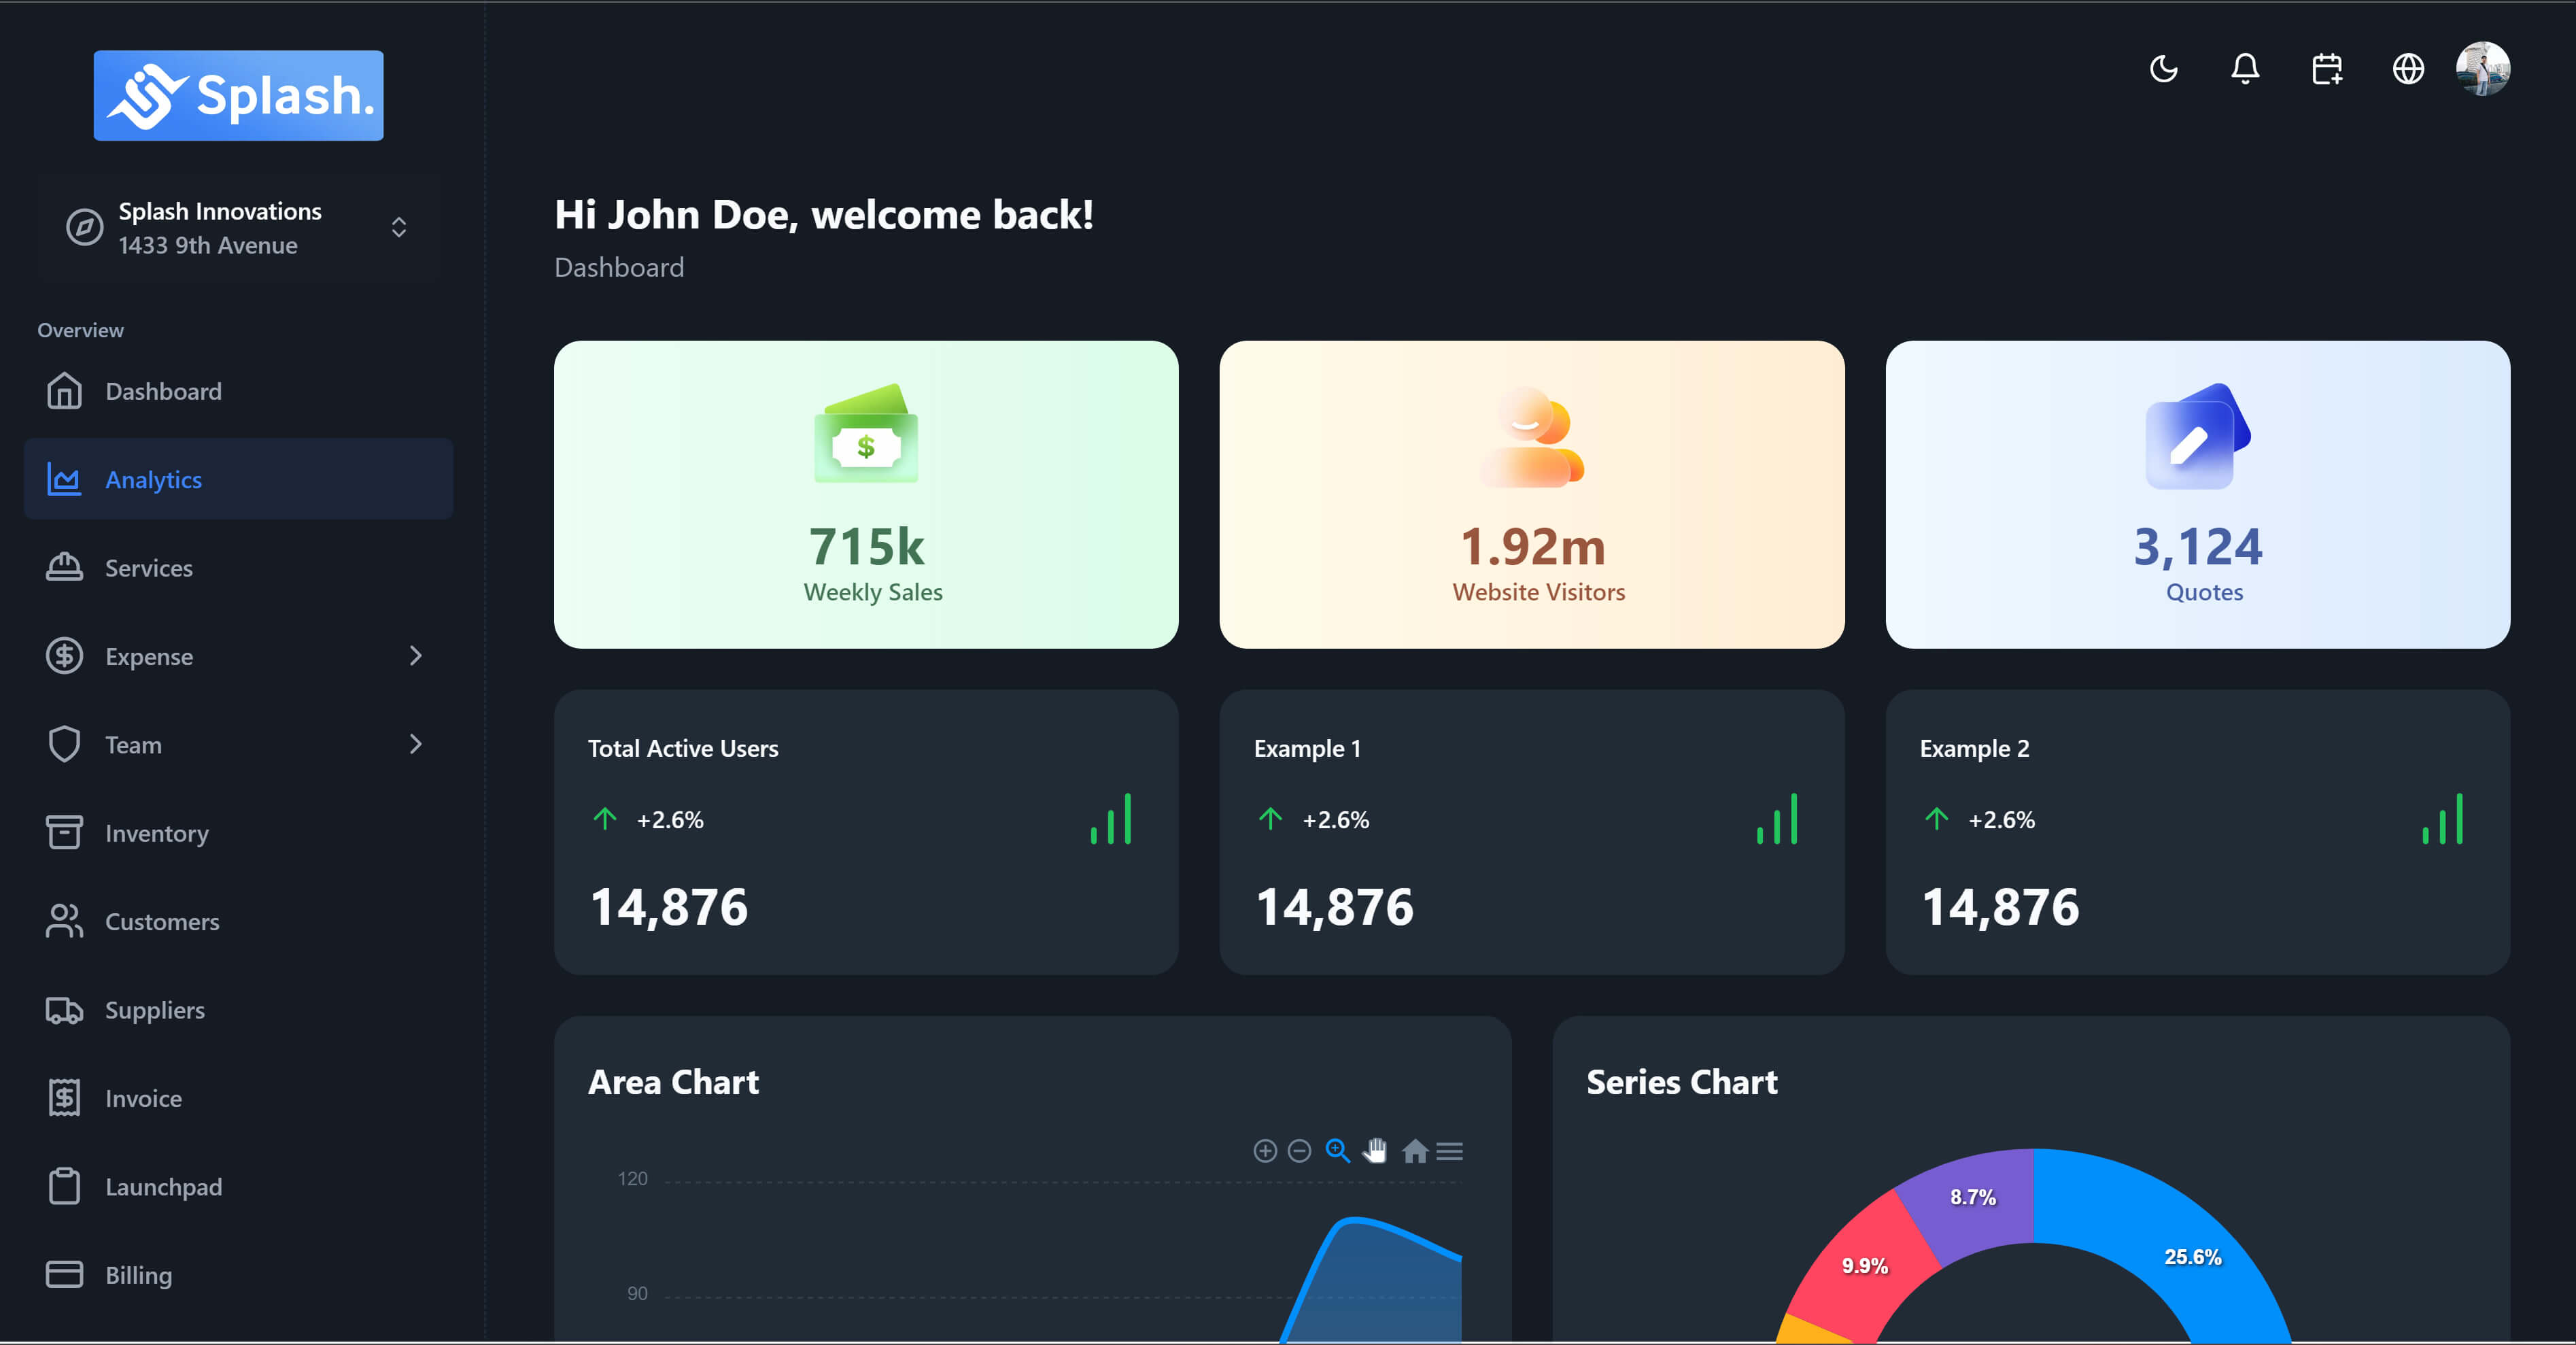 Splash.
Splash Innovations
1433 9th Avenue
Overview
Dashboard
Analytics
Services
Expense
Team
Inventory
Customers
Suppliers
Invoice
Launchpad
Billing
Hi John Doe, welcome back!
Dashboard
$
715k
Weekly Sales
1.92m
Website Visitors
3,124
Quotes
Total Active Users
+2.6%
14,876
Example 1
+2.6%
14,876
Example 2
+2.6%
14,876
Area Chart
120
90
Series Chart
8.7%
25.6%
9.9%